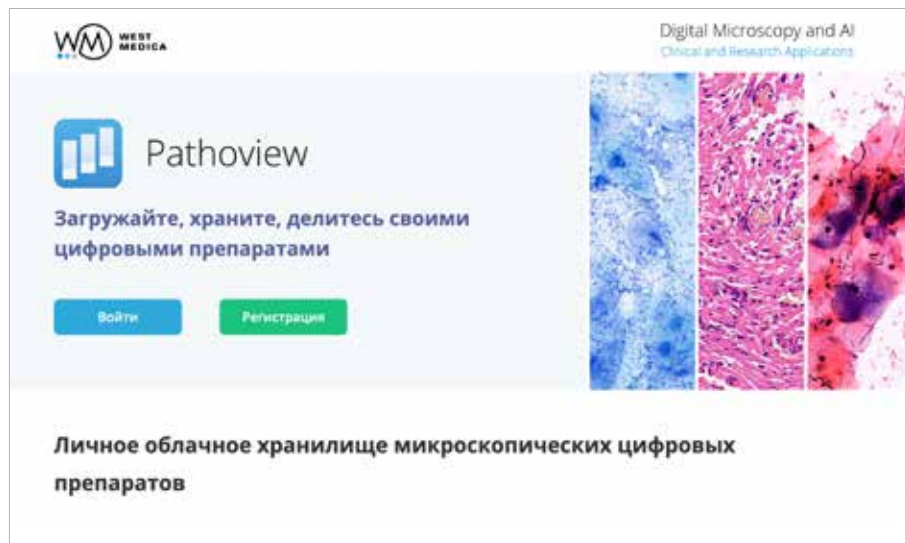 WM WEST
MEDICA
Digital Microscopy and AI
Clinical and Research Applications
Pathoview
Загружайте, храните, делитесь своими
цифровыми препаратами
Войти
Регистрация
Личное облачное хранилище микроскопических цифровых
препаратов